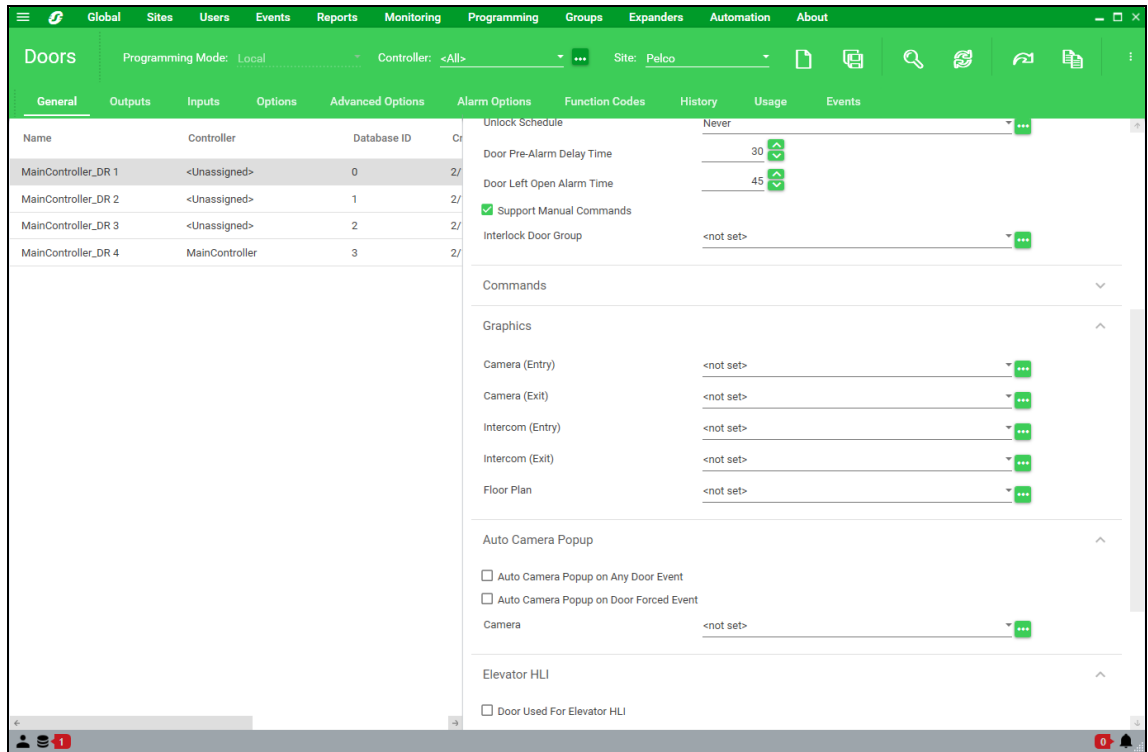 Global Sites Users Events Reports Monitoring Programming Groups Expanders Automation About
Doors Programming Mode: Local Controller: <All> Site: Pelco
General Outputs Inputs Options Advanced Options Alarm Options Function Codes History Usage Events
Name Controller Database ID Cr
MainController_DR 1 <Unassigned> 0 2/
MainController_DR 2 <Unassigned> 1 2/
MainController_DR 3 <Unassigned> 2 2/
MainController_DR 4 MainController 3 2/
Unlock Schedule Never
Door Pre-Alarm Delay Time 30
Door Left Open Alarm Time 45
Support Manual Commands
Interlock Door Group <not set>
Commands
Graphics
Camera (Entry) <not set>
Camera (Exit) <not set>
Intercom (Entry) <not set>
Intercom (Exit) <not set>
Floor Plan <not set>
Auto Camera Popup
Auto Camera Popup on Any Door Event
Auto Camera Popup on Door Forced Event
Camera <not set>
Elevator HLI
Door Used For Elevator HLI
1 0